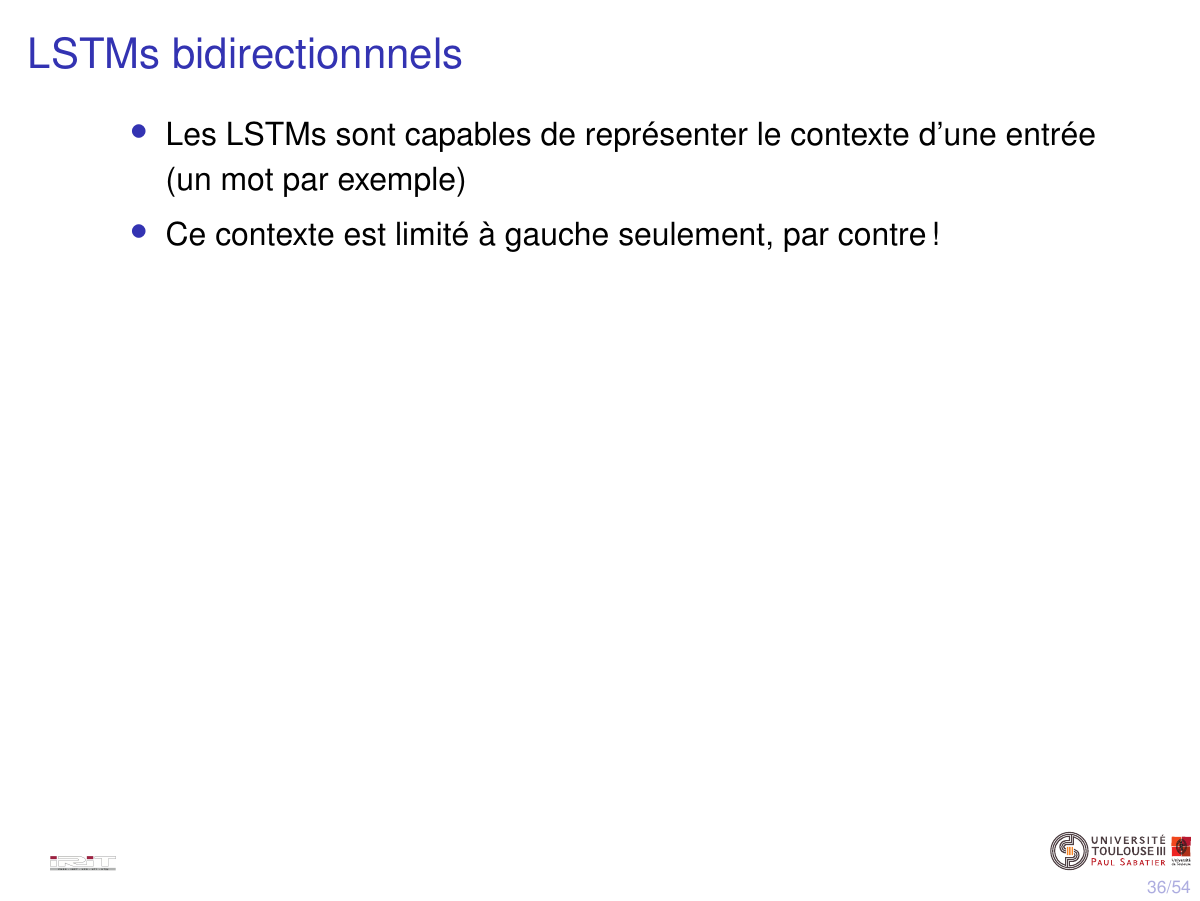 LSTMs bidirectionnnels
• Les LSTMs sont capables de représenter le contexte d'une entrée
(un mot par exemple)
• Ce contexte est limité à gauche seulement, par contre !
iRiT
UNIVERSITÉ
TOULOUSE III
PAUL SABATIER
36/54